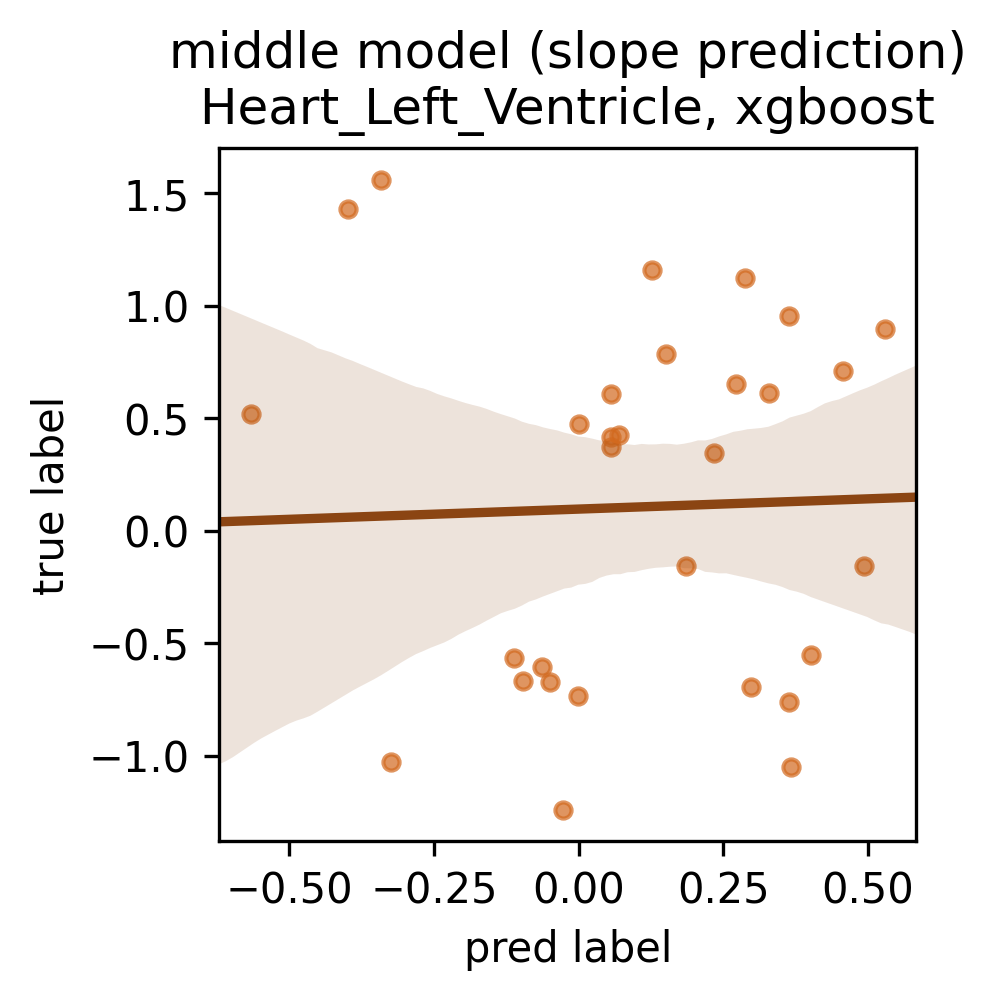 middle model (slope prediction)
Heart_Left_Ventricle, xgboost
1.5
1.0
0.5
0.0
−0.5
−1.0
true label
−0.50 −0.25 0.00 0.25 0.50
pred label